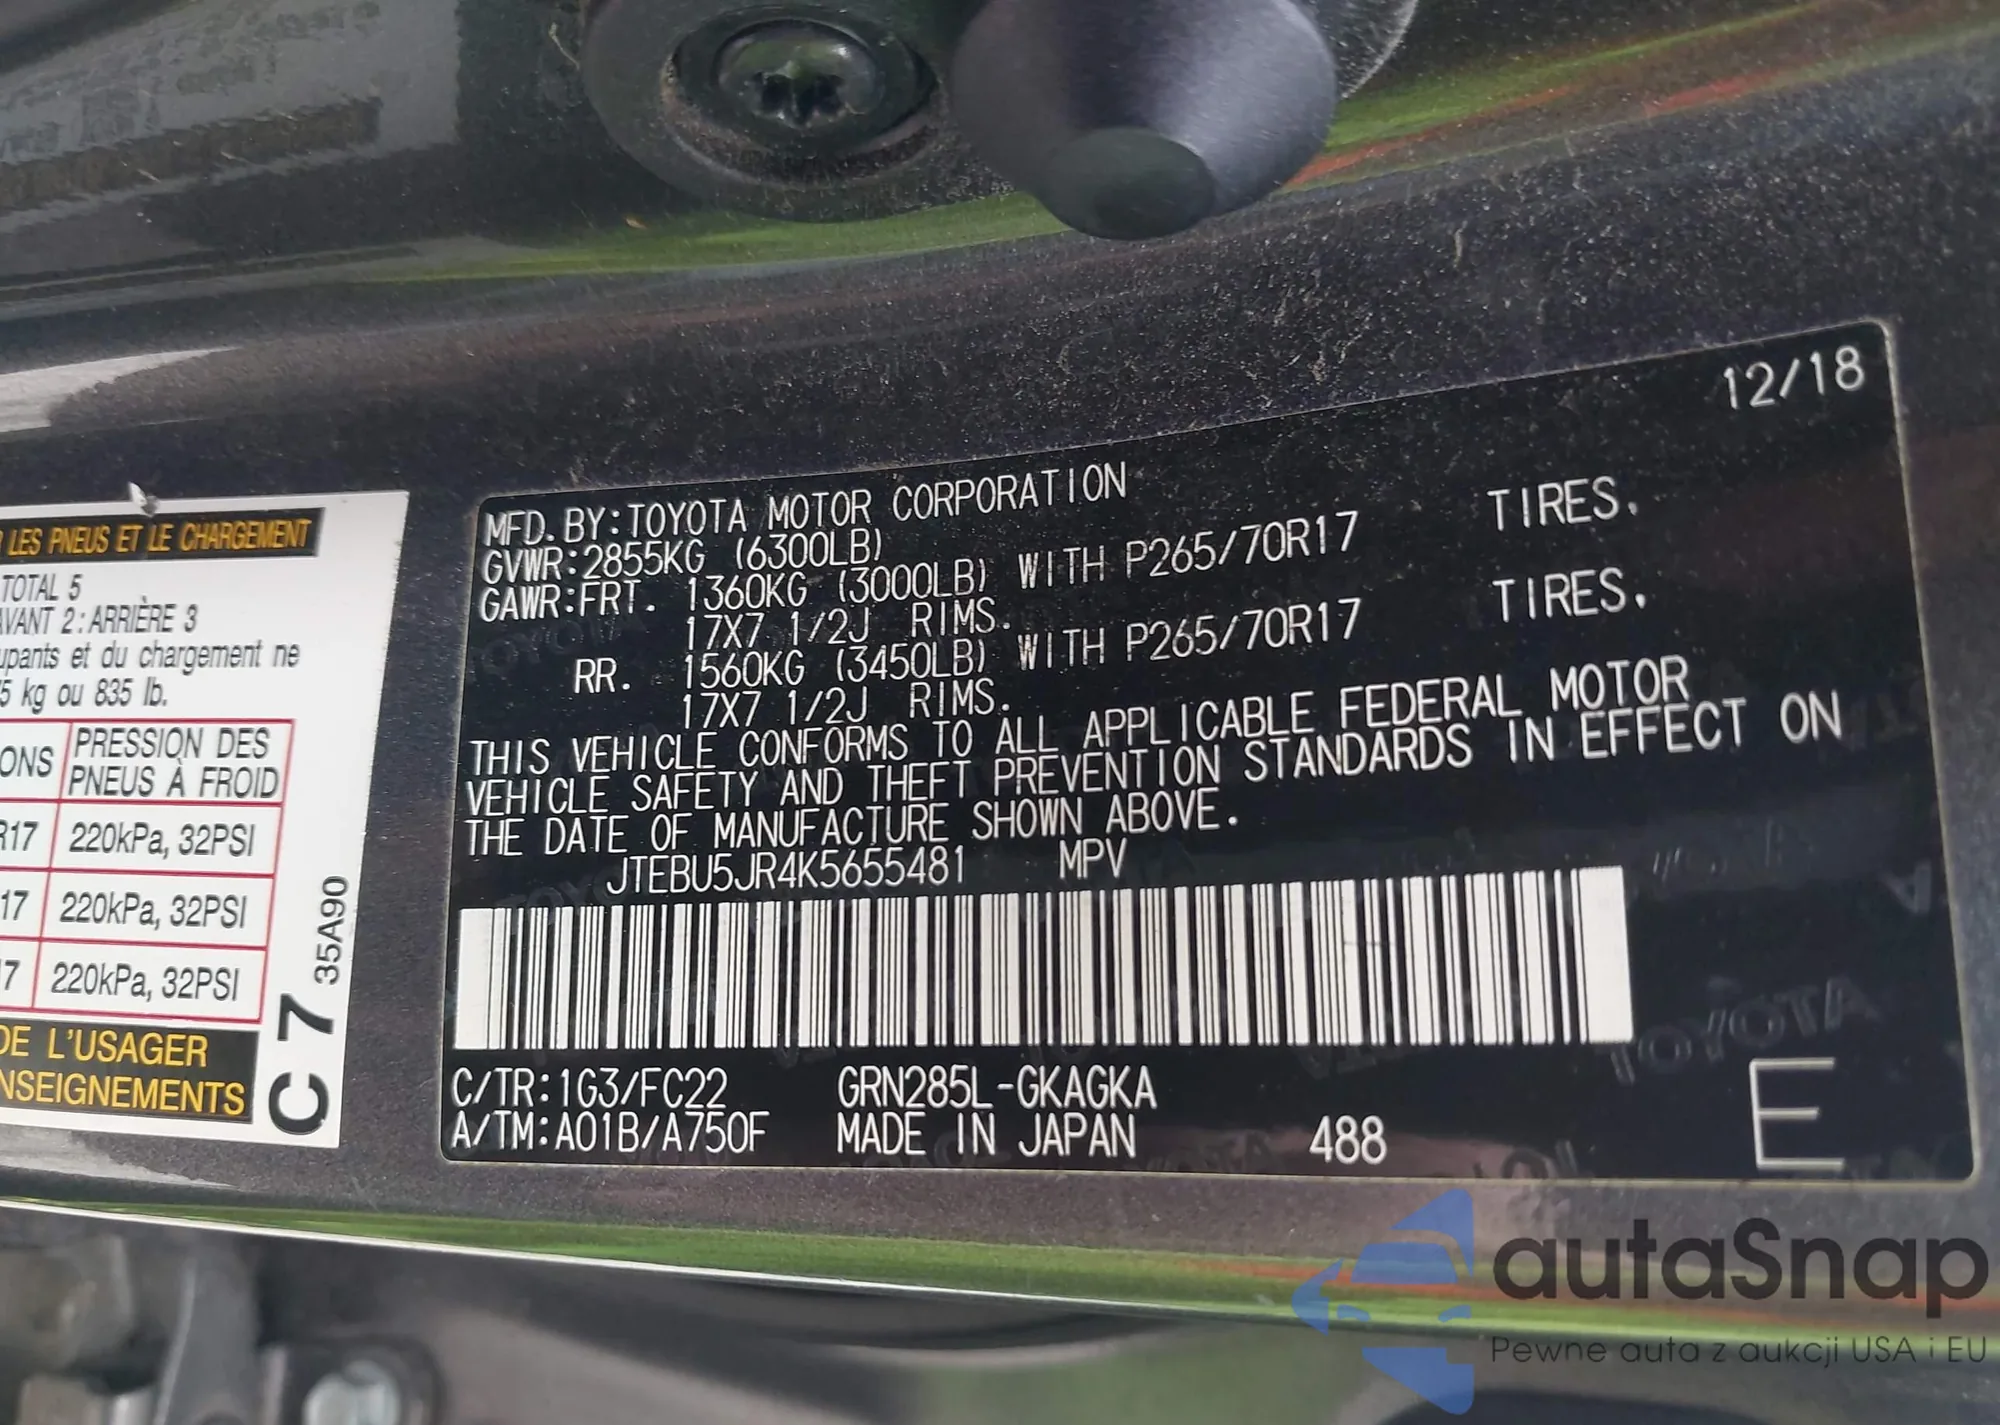 LES PNEUS ET LE CHARGEMENT
TOTAL 5
AVANT 2: ARRIÈRE 3
et du chargement ne
kg ou 835 lb.
PRESSION DES
PNEUS À FROID
R17 220kPa, 32PSI
17 220kPa, 32PSI
220kPa, 32PSI
DE L'USAGER
C 7 35A90
12/18
MFD. BY: TOYOTA MOTOR CORPORATION
GVWR: 2855KG (6300LB)
GAWR: FRT. 1360KG (3000LB) WITH P265/70R17 TIRES.
17X7 1/2J RIMS.
RR. 1560KG (3450LB) WITH P265/70R17 TIRES.
17X7 1/2J RIMS.
THIS VEHICLE CONFORMS TO ALL APPLICABLE FEDERAL MOTOR
VEHICLE SAFETY AND THEFT PREVENTION STANDARDS IN EFFECT ON
THE DATE OF MANUFACTURE SHOWN ABOVE.
JTEBU5JR4K5655481 MPV
C/TR: 1G3/FC22 GRN285L-GKAGKA
A/TM: A01B/A750F MADE IN JAPAN 488 E
TOYOTA
autaSnap
Pewne auta z aukcji USA i EU